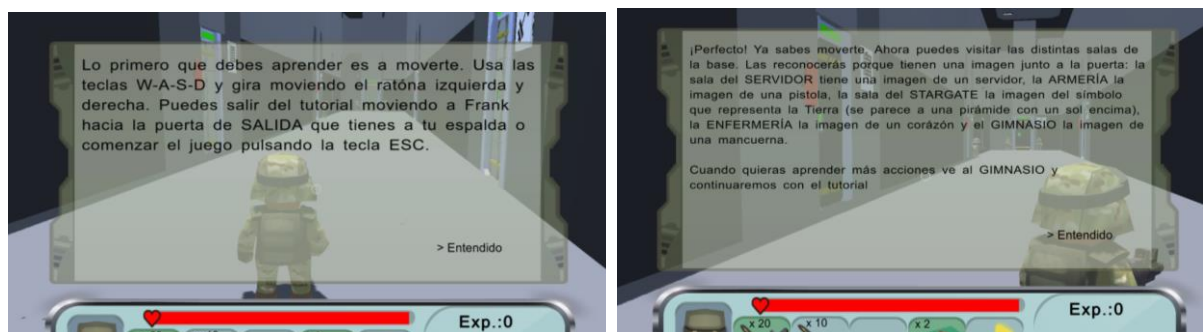 Lo primero que debes aprender es a moverte. Usa las
teclas W-A-S-D y gira moviendo el ratóna izquierda y
derecha. Puedes salir del tutorial moviendo a Frank
hacia la puerta de SALIDA que tienes a tu espalda o
comenzar el juego pulsando la tecla ESC.
> Entendido
Exp.:0
¡Perfecto! Ya sabes moverte. Ahora puedes visitar las distintas salas de
la base. Las reconocerás porque tienen una imagen junto a la puerta: la
sala del SERVIDOR tiene una imagen de un servidor, la ARMERÍA la
imagen de una pistola, la sala del STARGATE la imagen del símbolo
que representa la Tierra (se parece a una pirámide con un sol encima),
la ENFERMERÍA la imagen de un corázón y el GIMNASIO la imagen de
una mancuerna.
Cuando quieras aprender más acciones ve al GIMNASIO y
continuaremos con el tutorial
> Entendido
x 20 x 10 x 2
Exp.:0